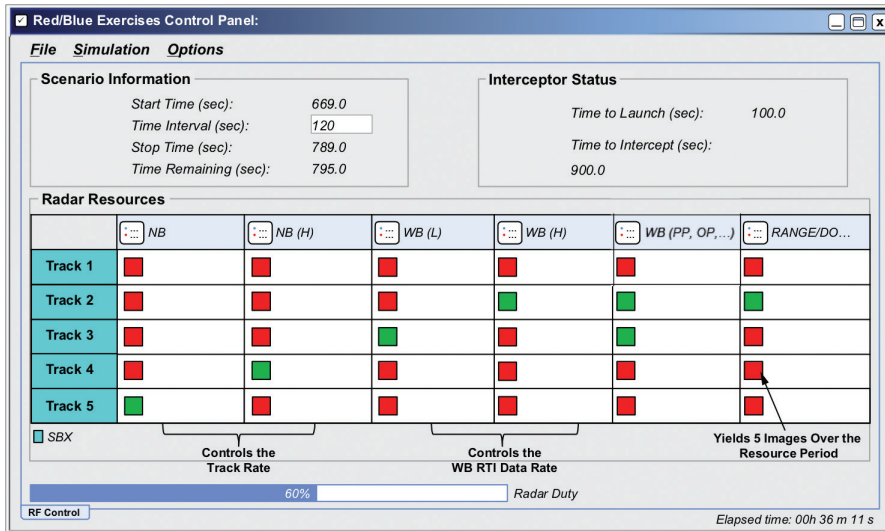 Red/Blue Exercises Control Panel:
File Simulation Options
Scenario Information
Start Time (sec): 669.0
Time Interval (sec): 120
Stop Time (sec): 789.0
Time Remaining (sec): 795.0
Interceptor Status
Time to Launch (sec): 100.0
Time to Intercept (sec):
900.0
Radar Resources
NB NB (H) WB (L) WB (H) WB (PP, OP,...) RANGE/DO...
Track 1
Track 2
Track 3
Track 4
Track 5
SBX
Controls the
Track Rate
Controls the
WB RTI Data Rate
Yields 5 Images Over the
Resource Period
60% Radar Duty
RF Control
Elapsed time: 00h 36 m 11 s